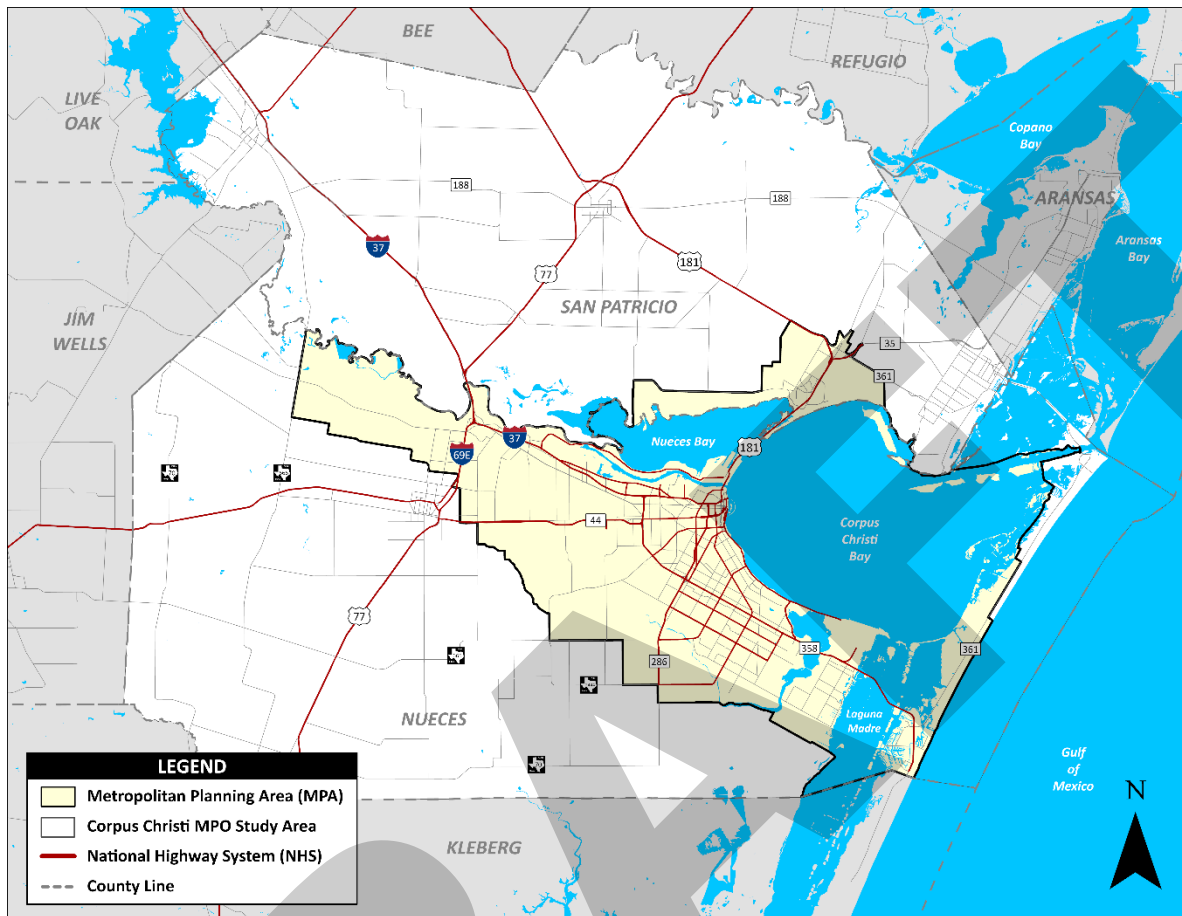 BEE
REFUGIO
LIVE
OAK
Copano
Bay
ARANSAS
188
188
Aransas
Bay
37
181
77
SAN PATRICIO
JIM
WELLS
35
361
Nueces Bay
181
37
69E
44
Corpus
Christi
Bay
77
286
358
361
NUECES
Laguna
Madre
Gulf
of
Mexico
KLEBERG
N
LEGEND
Metropolitan Planning Area (MPA)
Corpus Christi MPO Study Area
National Highway System (NHS)
County Line